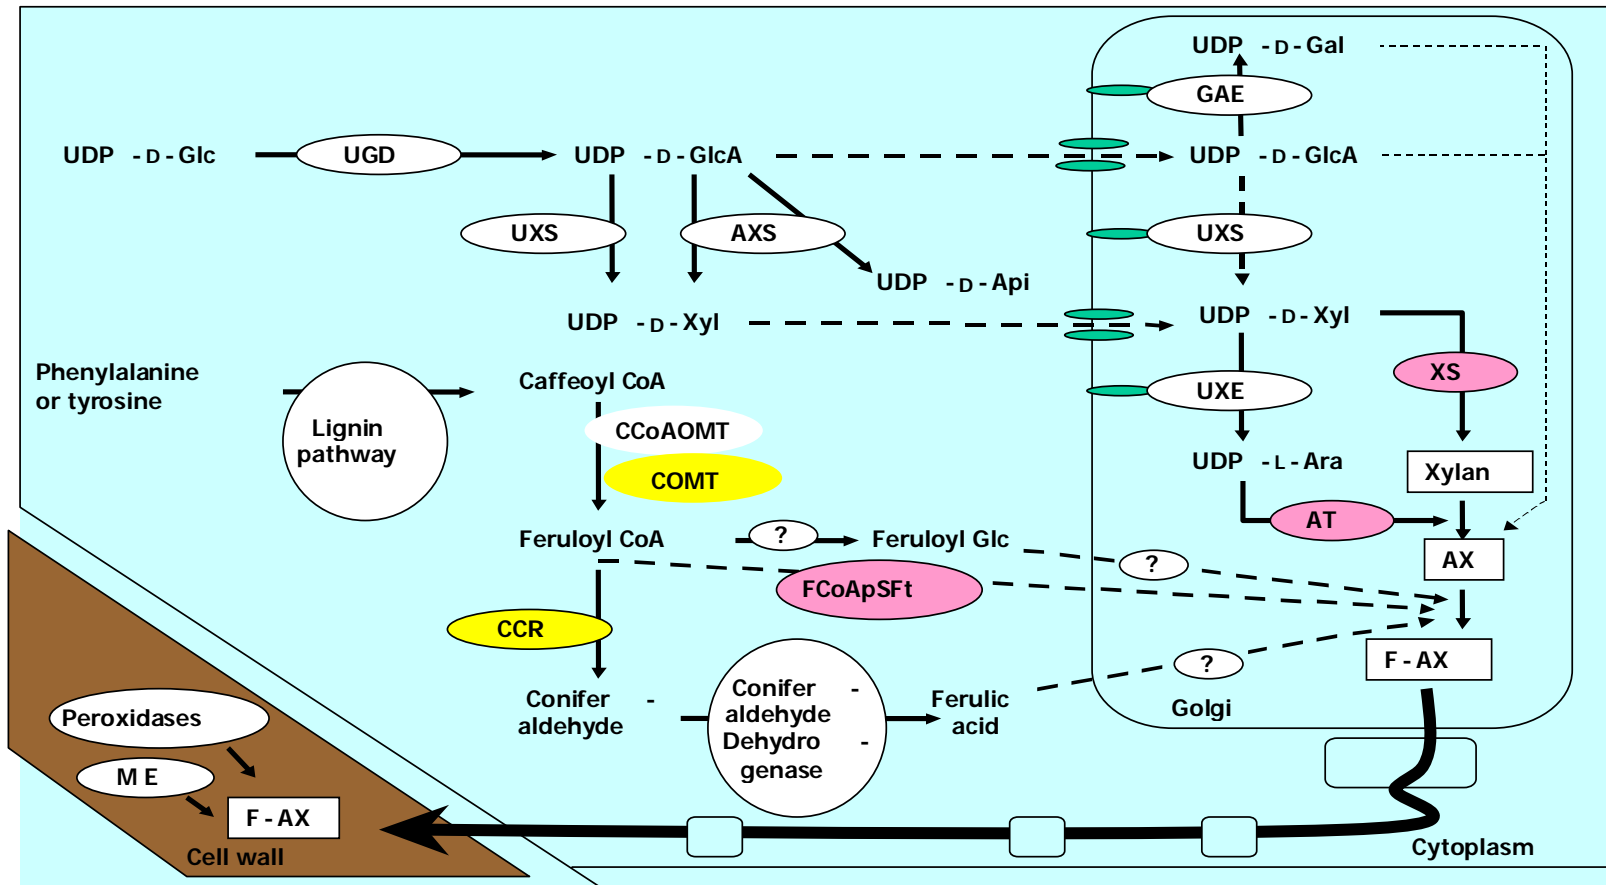 UDP - D - Gal
GAE
UDP - D - Glc
UGD
UDP - D - GlcA
UDP - D - GlcA
UXS
AXS
UXS
UDP - D - Api
UDP - D - Xyl
UDP - D - Xyl
Phenylalanine
or tyrosine
Lignin
pathway
Caffeoyl CoA
CCoAOMT
COMT
UXE
XS
UDP - L - Ara
Xylan
AT
Feruloyl CoA
?
Feruloyl Glc
FCoApSFt
?
AX
CCR
F - AX
?
Conifer -
aldehyde
Conifer -
aldehyde
Dehydro -
genase
Ferulic
acid
Golgi
Peroxidases
M E
F - AX
Cell wall
Cytoplasm